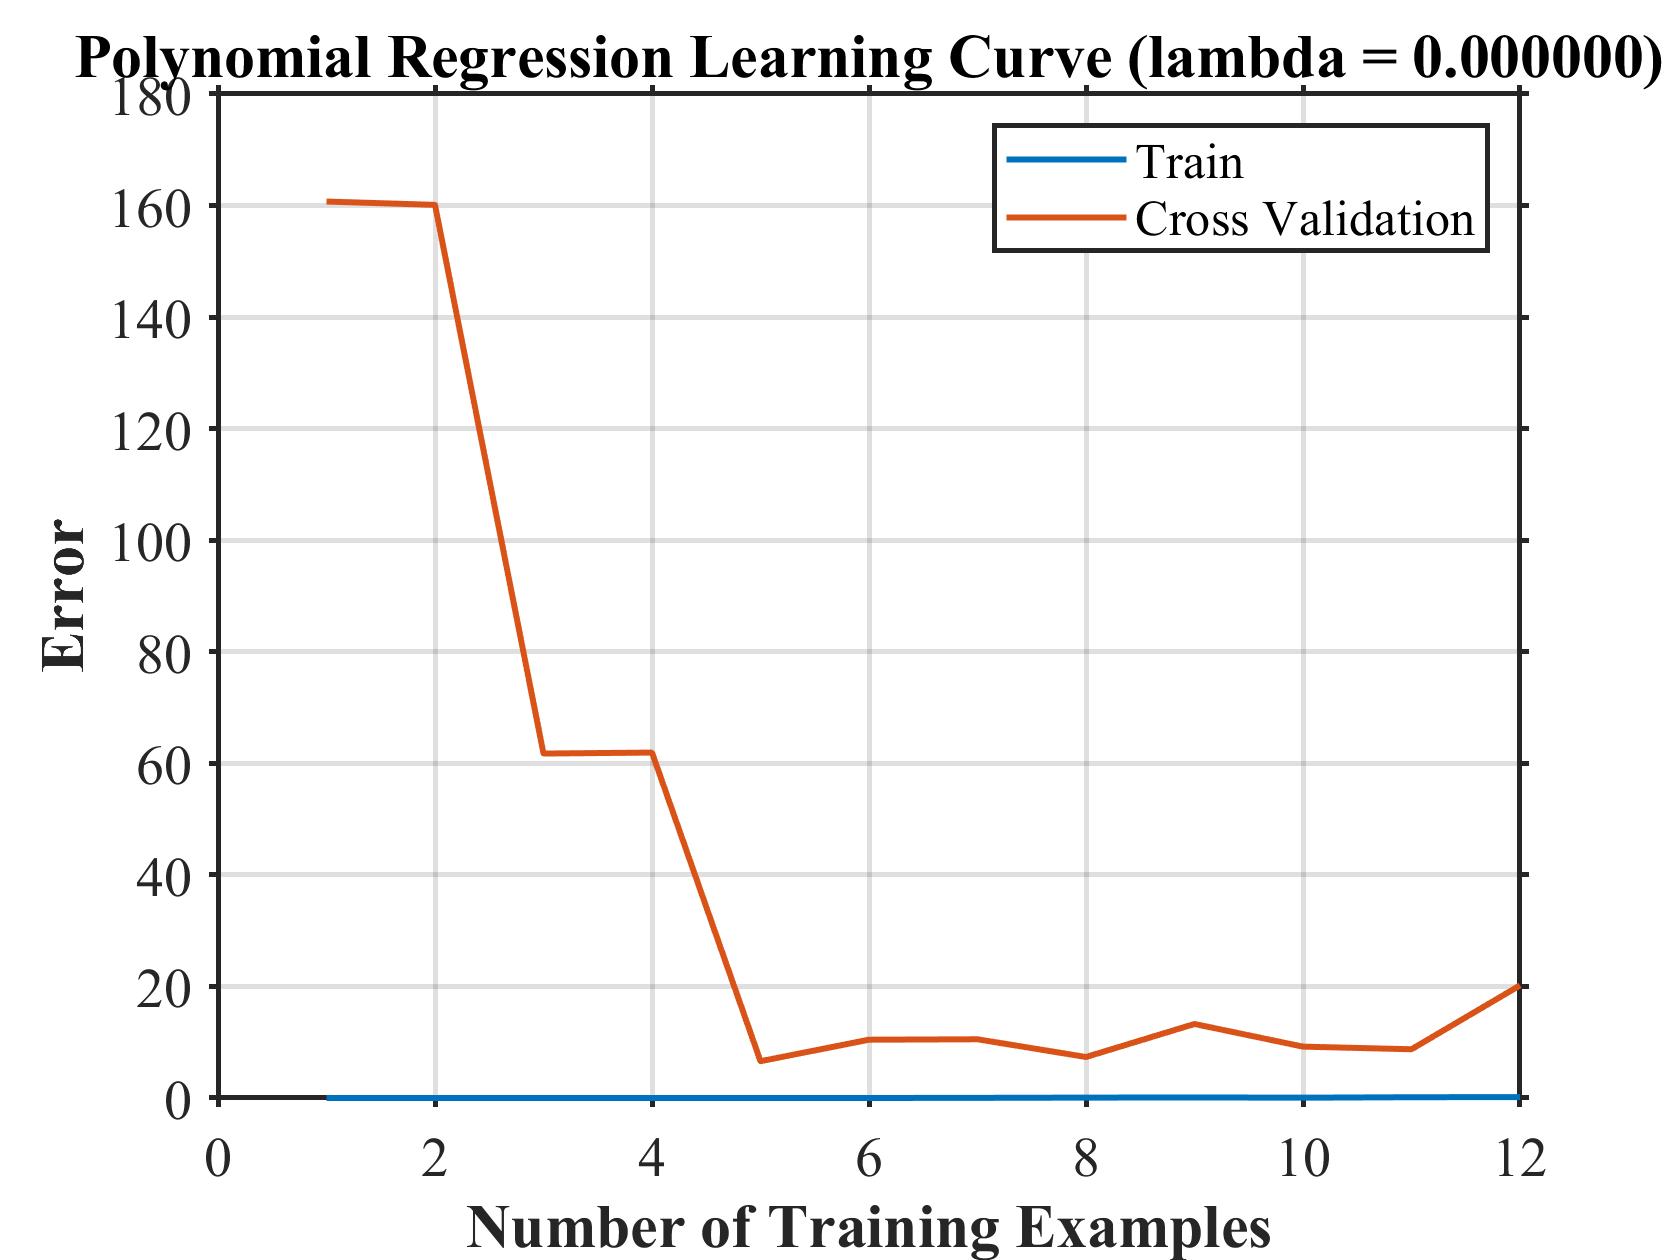 Polynomial Regression Learning Curve (lambda = 0.000000)
Train
Cross Validation
180
160
140
120
100
80
60
40
20
0
Error
0 2 4 6 8 10 12
Number of Training Examples